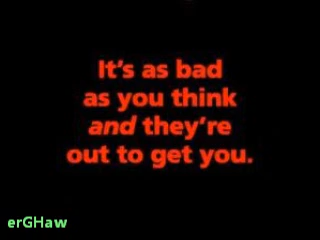 It's as bad
as you think
and they're
out to get you.
erGHaw